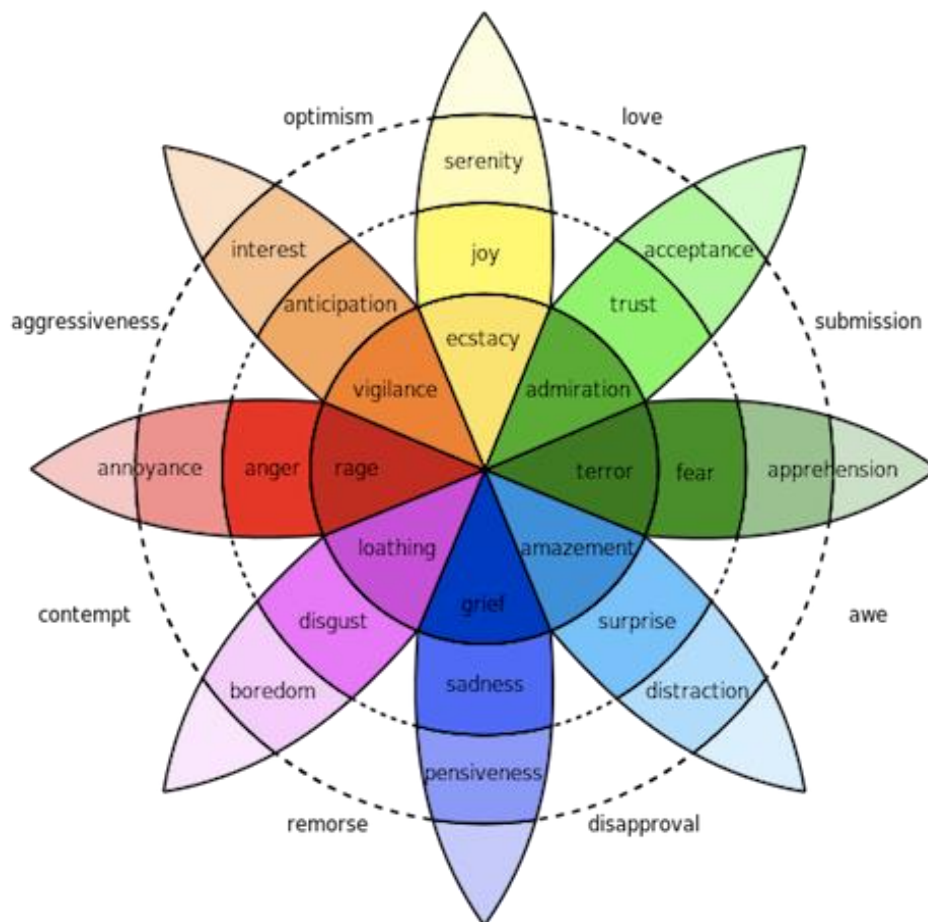 optimism
love
serenity
interest
joy
acceptance
anticipation
trust
aggressiveness
submission
ecstacy
vigilance
admiration
annoyance
anger
rage
terror
fear
apprehension
loathing
amazement
contempt
grief
awe
disgust
surprise
boredom
sadness
distraction
pensiveness
remorse
disapproval